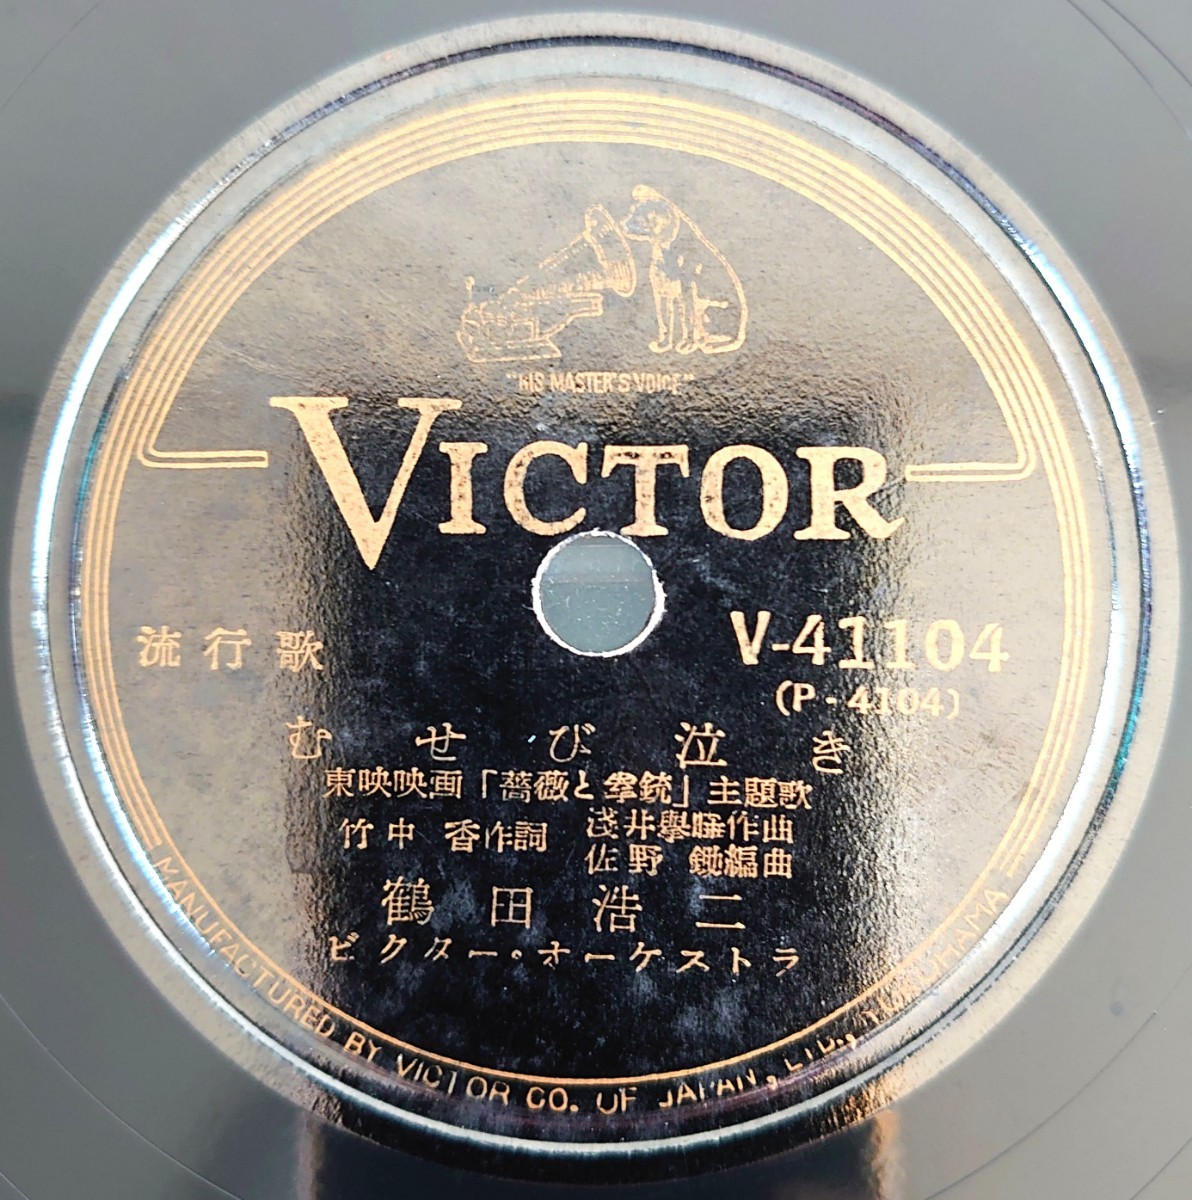 "HIS MASTER'S VOICE"
VICTOR
流行歌
V-41104
(P-4104)
むせび泣き
東映映画「薔薇と拳銃」主題歌
竹中 香作詞
淺井擧曄作曲
佐野 鋤編曲
鶴田浩二
ビクター・オーケストラ
MANUFACTURED BY VICTOR CO. OF JAPAN, LTD., YOKOHAMA